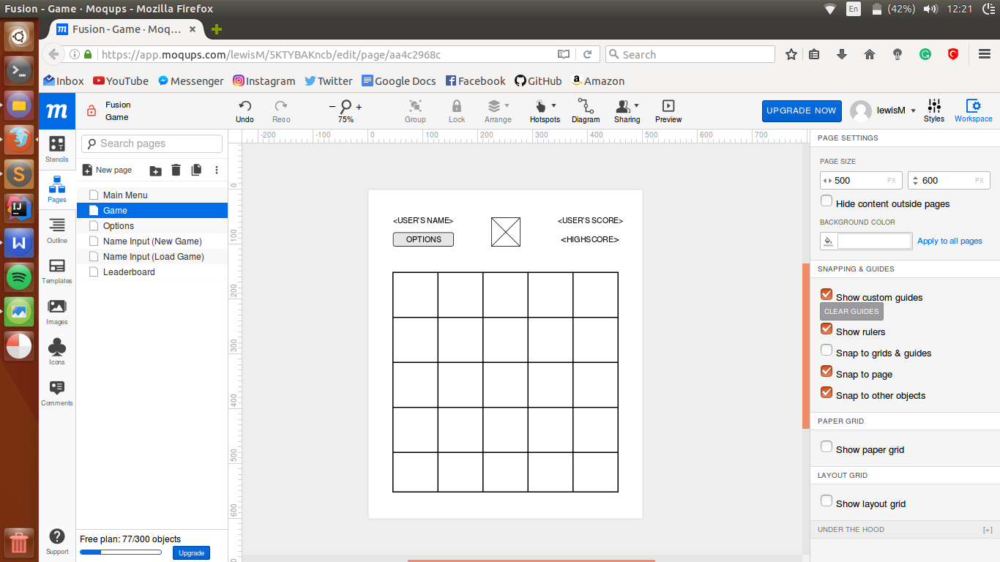 Fusion - Game · Moqups - Mozilla Firefox
En
(42%)
12:21
Fusion - Game · Moq...
https://app.moqups.com/lewisM/5KTYBAKncb/edit/page/aa4c2968c
Search
Inbox YouTube Messenger Instagram Twitter Google Docs Facebook GitHub Amazon
m
Fusion
Game
Undo
Redo
− +
75%
Group
Lock
Arrange
Hotspots
Diagram
Sharing
Preview
UPGRADE NOW
lewisM
Styles
Workspace
Stencils
Pages
Outline
Templates
Images
Icons
Comments
Support
Search pages
New page
Main Menu
Game
Options
Name Input (New Game)
Name Input (Load Game)
Leaderboard
Free plan: 77/300 objects
Upgrade
-200 -100 0 100 200 300 400 500 600 700
0
100
200
300
400
500
600
<USER'S NAME>
<USER'S SCORE>
OPTIONS
<HIGHSCORE>
PAGE SETTINGS
PAGE SIZE
500 PX
600 PX
Hide content outside pages
BACKGROUND COLOR
Apply to all pages
SNAPPING & GUIDES
Show custom guides
CLEAR GUIDES
Show rulers
Snap to grids & guides
Snap to page
Snap to other objects
PAPER GRID
Show paper grid
LAYOUT GRID
Show layout grid
UNDER THE HOOD [+]